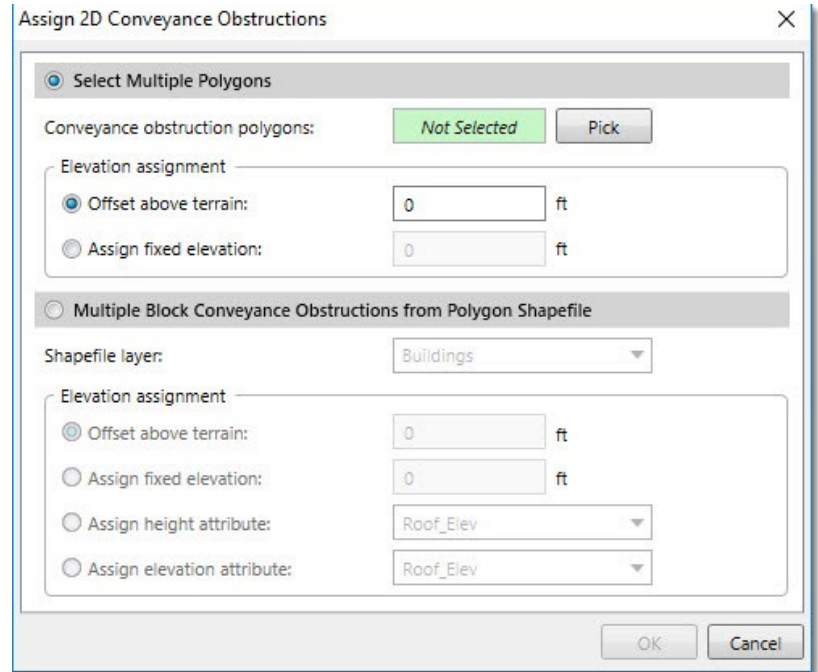 Assign 2D Conveyance Obstructions
Select Multiple Polygons
Conveyance obstruction polygons: Not Selected Pick
Elevation assignment
Offset above terrain: 0 ft
Assign fixed elevation: 0 ft
Multiple Block Conveyance Obstructions from Polygon Shapefile
Shapefile layer: Buildings
Elevation assignment
Offset above terrain: 0 ft
Assign fixed elevation: 0 ft
Assign height attribute: Roof_Elev
Assign elevation attribute: Roof_Elev
OK Cancel